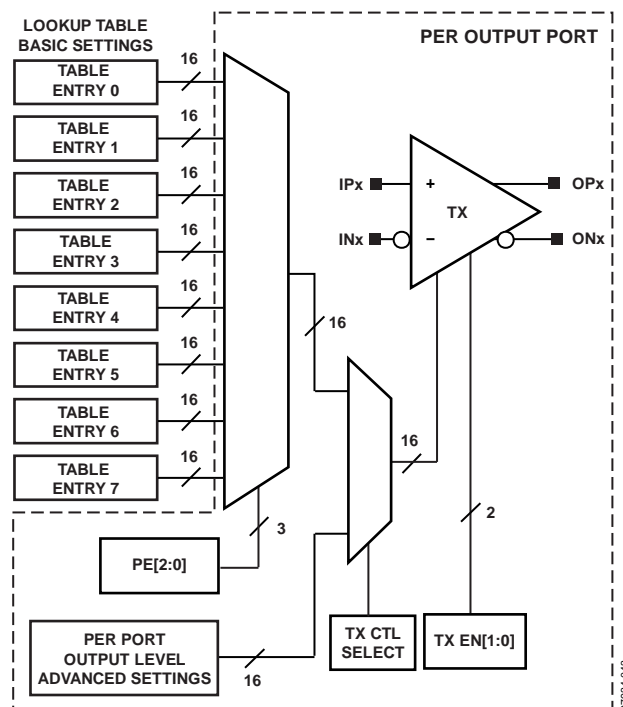 LOOKUP TABLE
BASIC SETTINGS
PER OUTPUT PORT
TABLE
ENTRY 0
16
TABLE
ENTRY 1
16
TABLE
ENTRY 2
16
TABLE
ENTRY 3
16
TABLE
ENTRY 4
16
TABLE
ENTRY 5
16
TABLE
ENTRY 6
16
TABLE
ENTRY 7
16
IPx
+
OPx
TX
INx
−
ONx
16
16
3
2
PE[2:0]
PER PORT
OUTPUT LEVEL
ADVANCED SETTINGS
16
TX CTL
SELECT
TX EN[1:0]